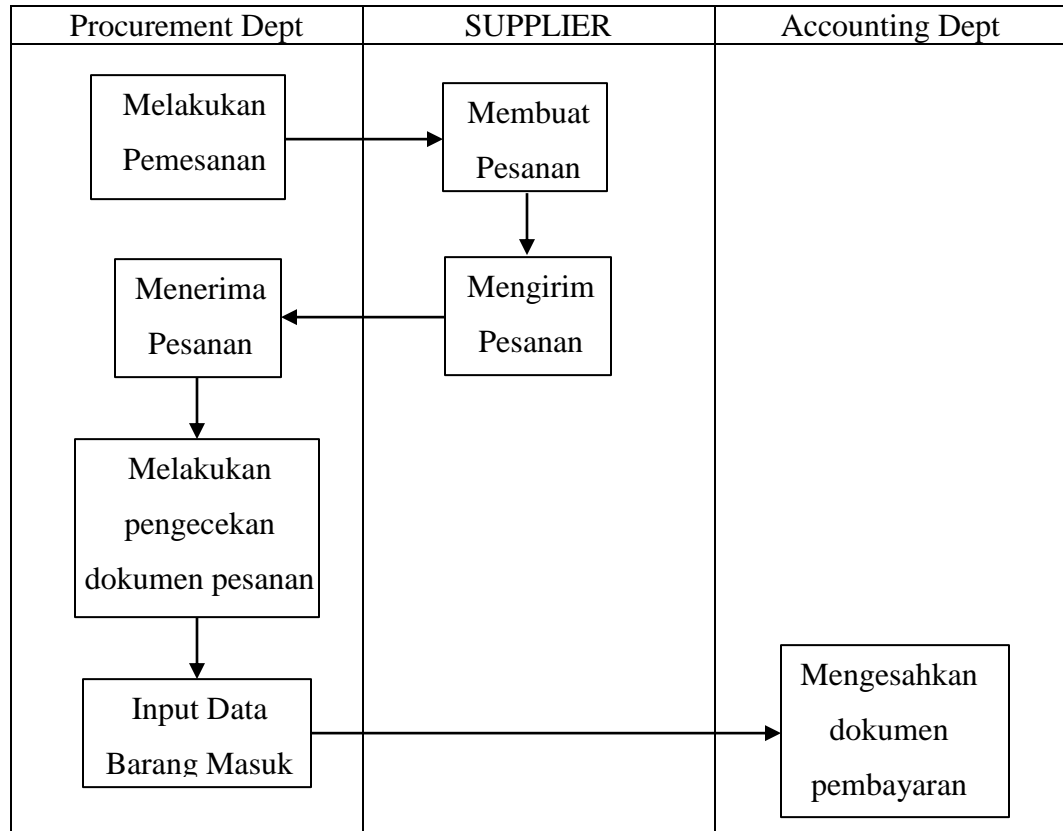 Procurement Dept
SUPPLIER
Accounting Dept
Melakukan
Pemesanan
Membuat
Pesanan
Menerima
Pesanan
Mengirim
Pesanan
Melakukan
pengecekan
dokumen pesanan
Input Data
Barang Masuk
Mengesahkan
dokumen
pembayaran